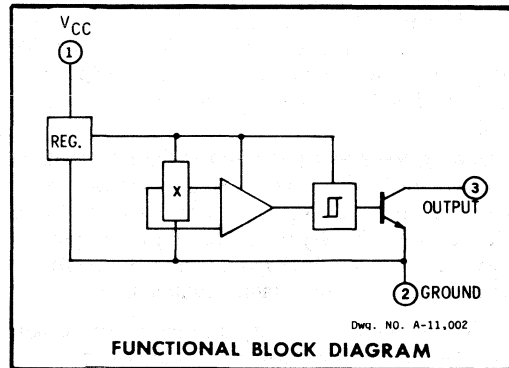 VCC
1
REG.
X
3
OUTPUT
2 GROUND
Dwg. NO. A-11,002
FUNCTIONAL BLOCK DIAGRAM